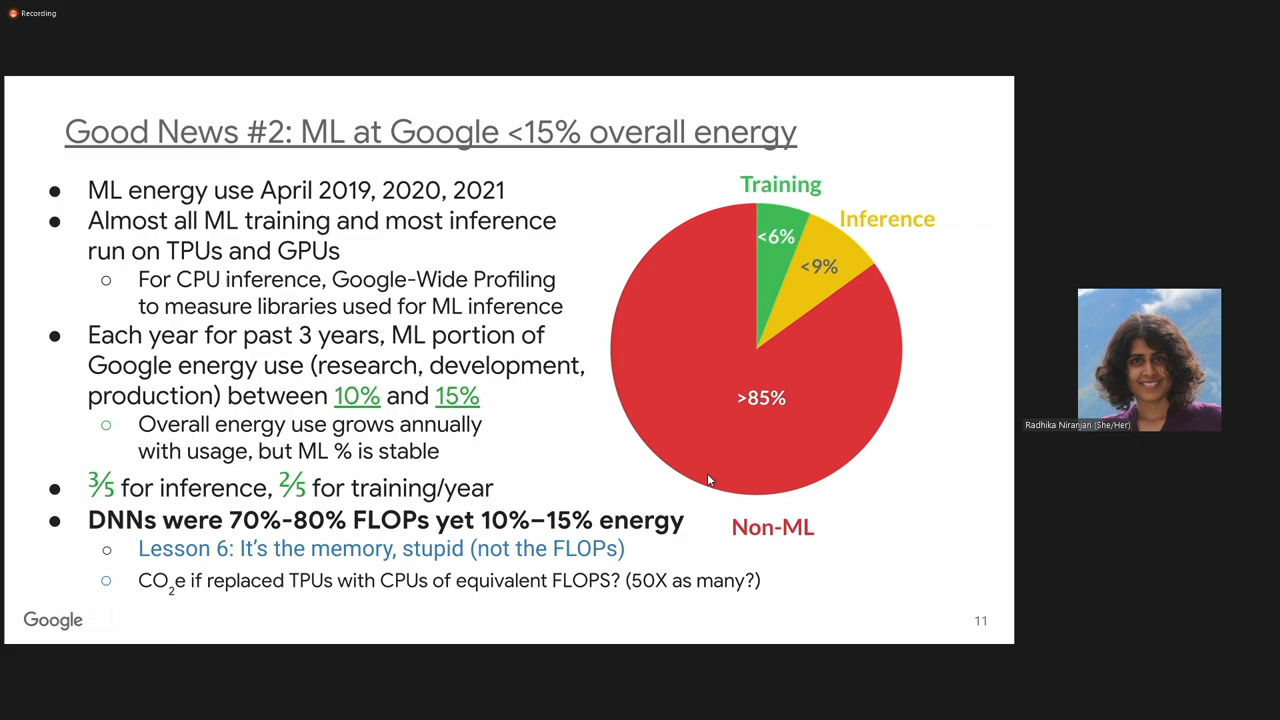 Recording
Good News #2: ML at Google <15% overall energy
● ML energy use April 2019, 2020, 2021
● Almost all ML training and most inference
run on TPUs and GPUs
○ For CPU inference, Google-Wide Profiling
to measure libraries used for ML inference
● Each year for past 3 years, ML portion of
Google energy use (research, development,
production) between 10% and 15%
○ Overall energy use grows annually
with usage, but ML % is stable
● ⅗ for inference, ⅖ for training/year
● DNNs were 70%-80% FLOPs yet 10%–15% energy
○ Lesson 6: It’s the memory, stupid (not the FLOPs)
○ CO₂e if replaced TPUs with CPUs of equivalent FLOPS? (50X as many?)
Training
Inference
<6%
<9%
>85%
Non-ML
Google
11
Radhika Niranjan (She/Her)